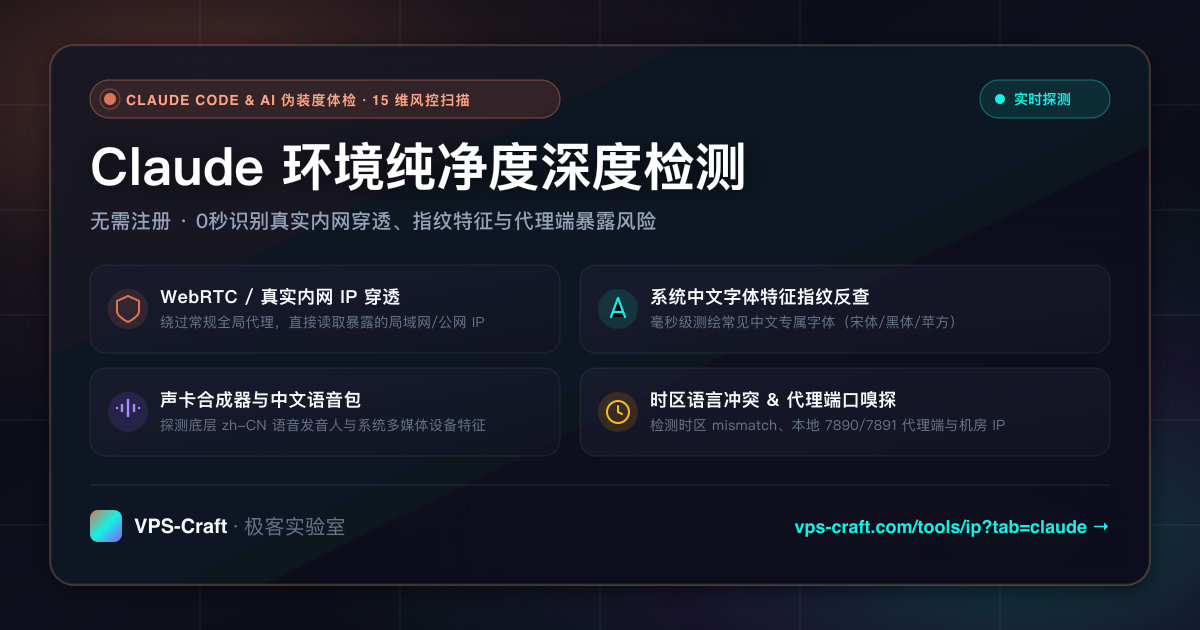 CLAUDE CODE & AI 伪装度体检 · 15 维风控扫描
实时探测
Claude 环境纯净度深度检测
无需注册 · 0秒识别真实内网穿透、指纹特征与代理端暴露风险
WebRTC / 真实内网 IP 穿透
绕过常规全局代理，直接读取暴露的局域网/公网 IP
系统中文字体特征指纹反查
毫秒级测绘常见中文专属字体（宋体/黑体/苹方）
声卡合成器与中文语音包
探测底层 zh-CN 语音发音人与系统多媒体设备特征
时区语言冲突 & 代理端口嗅探
检测时区 mismatch、本地 7890/7891 代理端与机房 IP
VPS-Craft · 极客实验室
vps-craft.com/tools/ip?tab=claude →